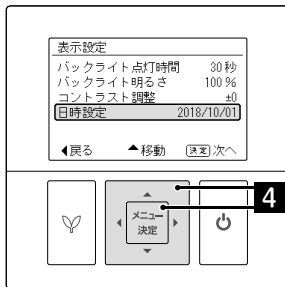 表示設定
バックライト点灯時間 30秒
バックライト明るさ 100%
コントラスト調整 ±0
日時設定 2018/10/01
◀戻る ▲移動 決定次へ
4
メニュー
決定